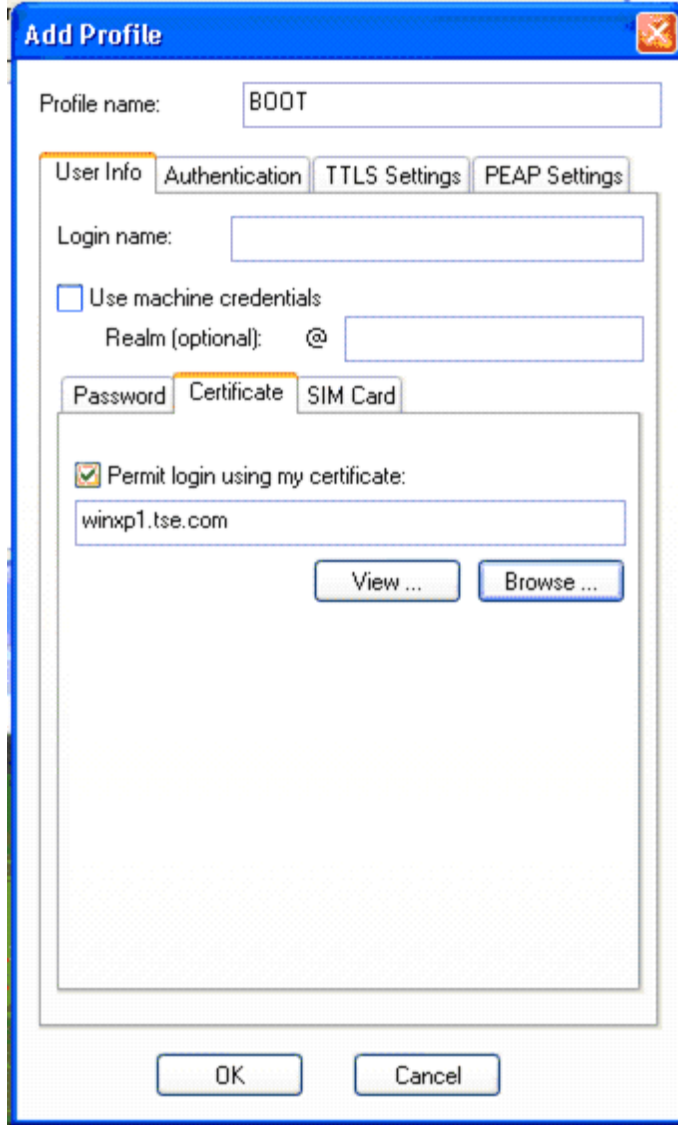 Add Profile
Profile name: BOOT
User Info Authentication TTLS Settings PEAP Settings
Login name:
Use machine credentials
Realm (optional): @
Password Certificate SIM Card
Permit login using my certificate:
winxp1.tse.com
View ... Browse ...
OK Cancel